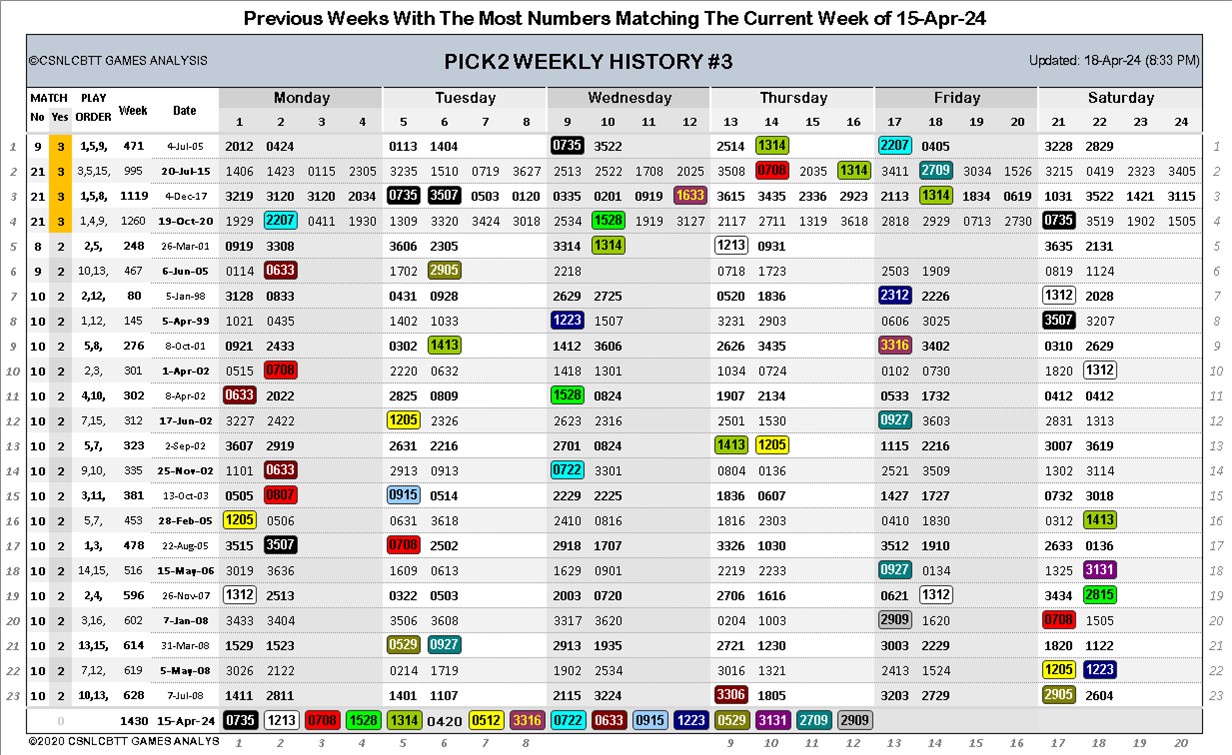 Previous Weeks With The Most Numbers Matching The Current Week of 15-Apr-24
©CSNLCBTT GAMES ANALYSIS PICK2 WEEKLY HISTORY #3 Updated: 18-Apr-24 (8:33 PM)
MATCH PLAY Week Date Monday Tuesday Wednesday Thursday Friday Saturday
No Yes ORDER 1 2 3 4 5 6 7 8 9 10 11 12 13 14 15 16 17 18 19 20 21 22 23 24
1 9 3 1,5,9, 471 4-Jul-05 2012 0424 0113 1404 0735 3522 2514 1314 2207 0405 3228 2829 1
2 21 3 3,5,15, 995 20-Jul-15 1406 1423 0115 2305 3235 1510 0719 3627 2513 2522 1708 2025 3508 0708 2035 1314 3411 2709 3034 1526 3215 0419 2323 3405 2
3 21 3 1,5,8, 1119 4-Dec-17 3219 3120 3120 2034 0735 3507 0503 0120 0335 0201 0919 1633 3615 3435 2336 2923 2113 1314 1834 0619 1031 3522 1421 3115 3
4 21 3 1,4,9, 1260 19-Oct-20 1929 2207 0411 1930 1309 3320 3424 3018 2534 1528 1919 3127 2117 2711 1319 3618 2818 2929 0713 2730 0735 3519 1902 1505 4
5 8 2 2,5, 248 26-Mar-01 0919 3308 3606 2305 3314 1314 1213 0931 3635 2131 5
6 9 2 10,13, 467 6-Jun-05 0114 0633 1702 2905 2218 0718 1723 2503 1909 0819 1124 6
7 10 2 2,12, 80 5-Jan-98 3128 0833 0431 0928 2629 2725 0520 1836 2312 2226 1312 2028 7
8 10 2 1,12, 145 5-Apr-99 1021 0435 1402 1033 1223 1507 3231 2903 0606 3025 3507 3207 8
9 10 2 5,8, 276 8-Oct-01 0921 2433 0302 1413 1412 3606 2626 3435 3316 3402 0310 2629 9
10 10 2 2,3, 301 1-Apr-02 0515 0708 2220 0632 1418 1301 1034 0724 0102 0730 1820 1312 10
11 10 2 4,10, 302 8-Apr-02 0633 2022 2825 0809 1528 0824 1907 2134 0533 1732 0412 0412 11
12 10 2 7,15, 312 17-Jun-02 3227 2422 1205 2326 2623 2316 2501 1530 0927 3603 2831 1313 12
13 10 2 5,7, 323 2-Sep-02 3607 2919 2631 2216 2701 0824 1413 1205 1115 2216 3007 3619 13
14 10 2 9,10, 335 25-Nov-02 1101 0633 2913 0913 0722 3301 0804 0136 2521 3509 1302 3114 14
15 10 2 3,11, 381 13-Oct-03 0505 0807 0915 0514 2229 2225 1836 0607 1427 1727 0732 3018 15
16 10 2 5,7, 453 28-Feb-05 1205 0506 0631 3618 2410 0816 1816 2303 0410 1830 0312 1413 16
17 10 2 1,3, 478 22-Aug-05 3515 3507 0708 2502 2918 1707 3326 1030 3512 1910 2633 0136 17
18 10 2 14,15, 516 15-May-06 3019 3636 1609 0613 1629 0901 2219 2233 0927 0134 1325 3131 18
19 10 2 2,4, 596 26-Nov-07 1312 2513 0322 0503 2003 0720 2706 1616 0621 1312 3434 2815 19
20 10 2 3,16, 602 7-Jan-08 3433 3404 3506 3608 3317 3620 0204 1003 2909 1620 0708 1505 20
21 10 2 13,15, 614 31-Mar-08 1529 1523 0529 0927 2913 1935 2721 1230 3003 2229 1820 1122 21
22 10 2 7,12, 619 5-May-08 3026 2122 0214 1719 1902 2534 3016 1321 2413 1524 1205 1223 22
23 10 2 10,13, 628 7-Jul-08 1411 2811 1401 1107 2115 3224 3306 1805 3203 2729 2905 2604 23
0 1430 15-Apr-24 0735 1213 0708 1528 1314 0420 0512 3316 0722 0633 0915 1223 0529 3131 2709 2909
©2020 CSNLCBTT GAMES ANALYS 1 2 3 4 5 6 7 8 9 10 11 12 13 14 15 16 17 18 19 20